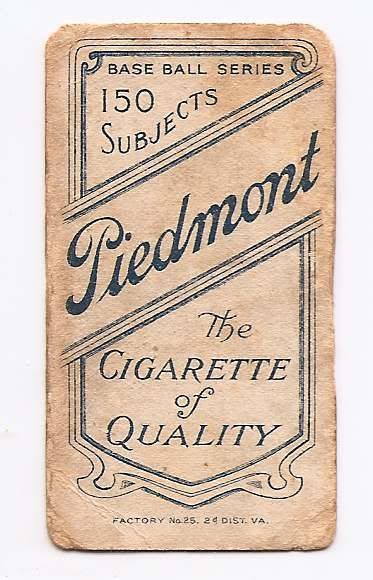 BASE BALL SERIES
150
SUBJECTS
Piedmont
The
CIGARETTE
of
QUALITY
FACTORY No. 25. 2d DIST. VA.